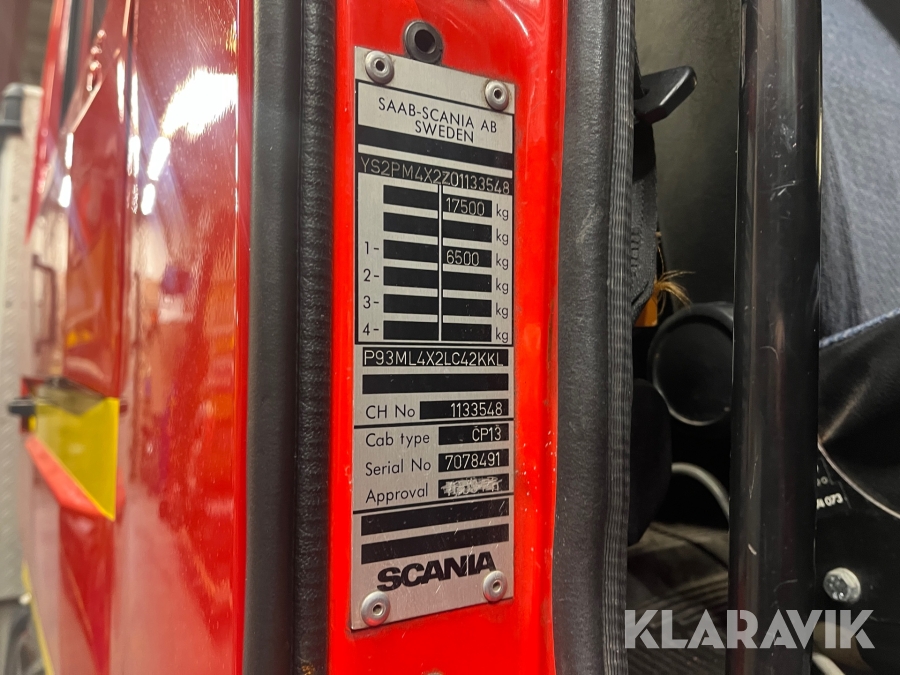 SAAB-SCANIA AB
SWEDEN
YS2PM4X2Z01133548
17500 kg
kg
1- 6500 kg
2- kg
3- kg
4- kg
P93ML4X2LC42KKL
CH No 1133548
Cab type CP13
Serial No 7078491
Approval
SCANIA
KLARAVIK